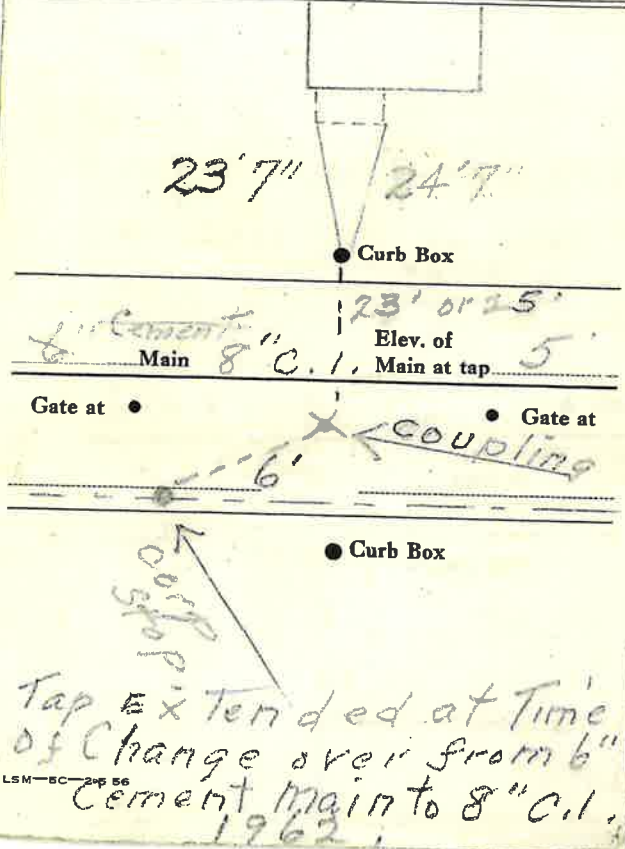 23'7" 24'7"
Curb Box
23' or 25'
6" Cement
Main 8" C.I. Elev. of Main at tap 5'
Gate at Gate at
Coupling
6'
Curb Box
Corp
Stop
Tap Extended at Time
of Change over from 6"
LSM-5C-2-5 56
Cement Main to 8" C.I.
1962.